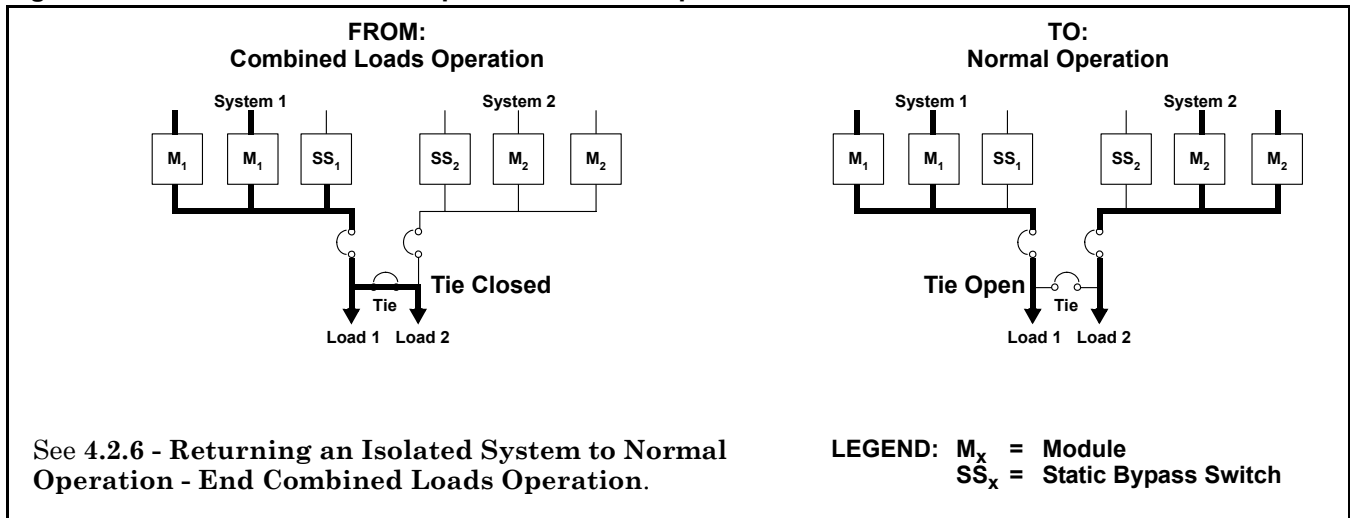 FROM:
Combined Loads Operation
System 1
System 2
M1
M1
SS1
SS2
M2
M2
Tie Closed
Tie
Load 1
Load 2
TO:
Normal Operation
System 1
System 2
M1
M1
SS1
SS2
M2
M2
Tie Open
Tie
Load 1
Load 2
See 4.2.6 - Returning an Isolated System to Normal
Operation - End Combined Loads Operation.
LEGEND: Mx = Module
SSx = Static Bypass Switch